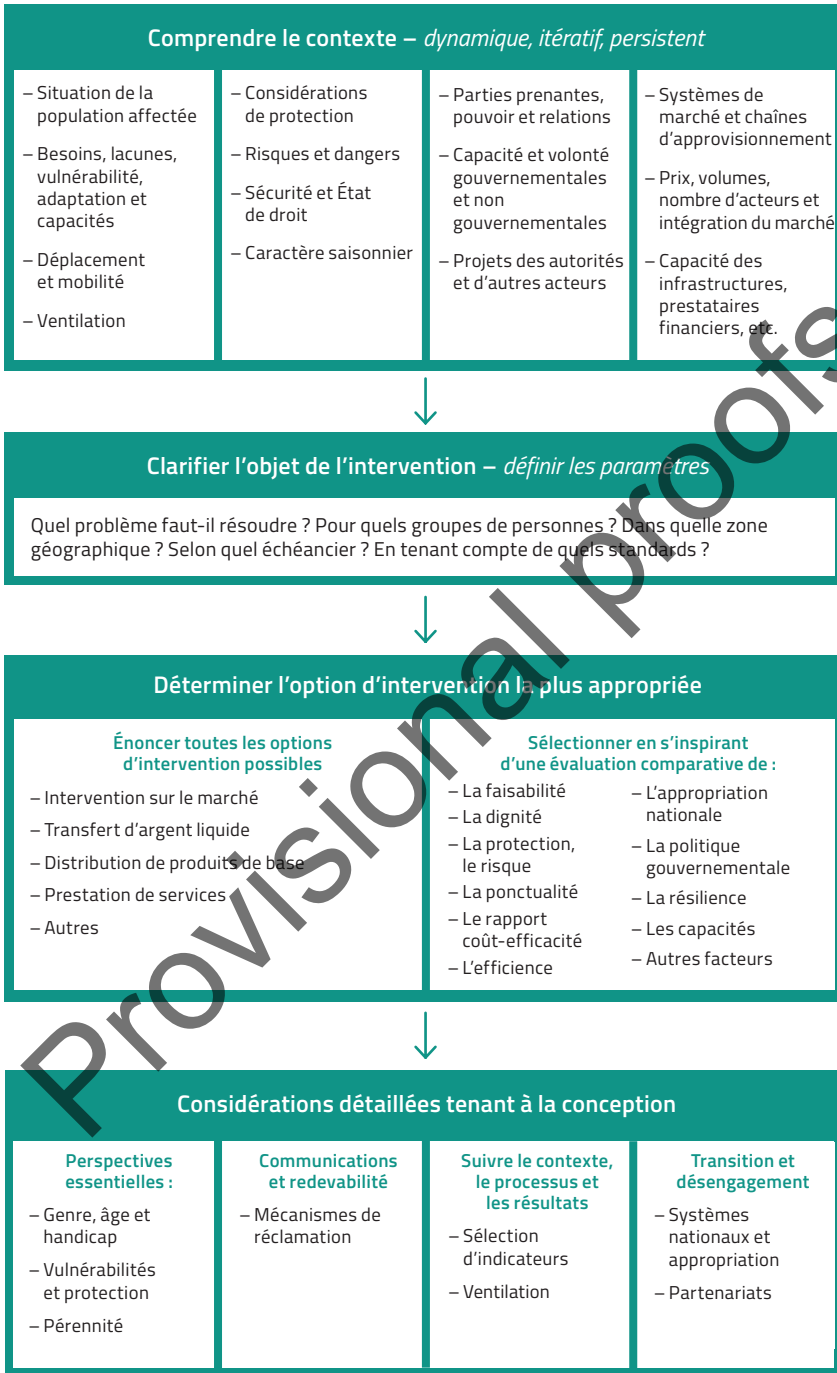 Comprendre le contexte – dynamique, itératif, persistent
– Situation de la
population affectée
– Besoins, lacunes,
vulnérabilité,
adaptation et
capacités
– Déplacement
et mobilité
– Ventilation
– Considérations
de protection
– Risques et dangers
– Sécurité et État
de droit
– Caractère saisonnier
– Parties prenantes,
pouvoir et relations
– Capacité et volonté
gouvernementales
et non
gouvernementales
– Projets des autorités
et d'autres acteurs
– Systèmes de
marché et chaînes
d'approvisionnement
– Prix, volumes,
nombre d'acteurs et
intégration du marché
– Capacité des
infrastructures,
prestataires
financiers, etc.
Clarifier l'objet de l'intervention – définir les paramètres
Quel problème faut-il résoudre ? Pour quels groupes de personnes ? Dans quelle zone
géographique ? Selon quel échéancier ? En tenant compte de quels standards ?
Déterminer l'option d'intervention la plus appropriée
Énoncer toutes les options
d'intervention possibles
– Intervention sur le marché
– Transfert d'argent liquide
– Distribution de produits de base
– Prestation de services
– Autres
Sélectionner en s'inspirant
d'une évaluation comparative de :
– La faisabilité
– La dignité
– La protection,
le risque
– La ponctualité
– Le rapport
coût-efficacité
– L'efficience
– L'appropriation
nationale
– La politique
gouvernementale
– La résilience
– Les capacités
– Autres facteurs
Considérations détaillées tenant à la conception
Perspectives
essentielles :
– Genre, âge et
handicap
– Vulnérabilités
et protection
– Pérennité
Communications
et redevabilité
– Mécanismes de
réclamation
Suivre le contexte,
le processus et
les résultats
– Sélection
d'indicateurs
– Ventilation
Transition et
désengagement
– Systèmes
nationaux et
appropriation
– Partenariats
Provisional proofs